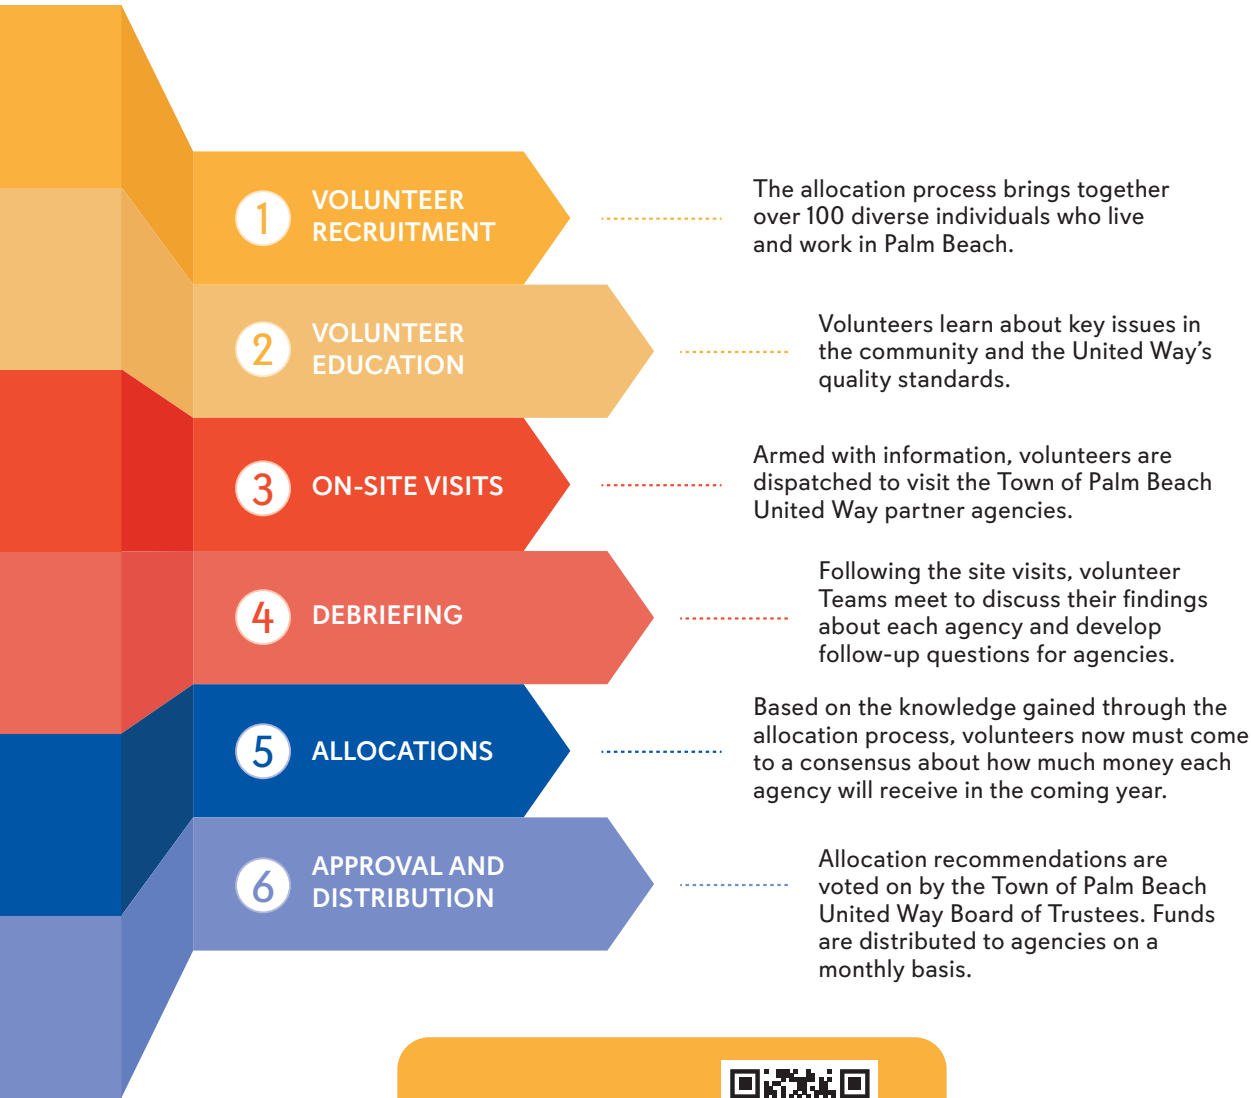 1
VOLUNTEER
RECRUITMENT
The allocation process brings together
over 100 diverse individuals who live
and work in Palm Beach.
2
VOLUNTEER
EDUCATION
Volunteers learn about key issues in
the community and the United Way’s
quality standards.
3
ON-SITE VISITS
Armed with information, volunteers are
dispatched to visit the Town of Palm Beach
United Way partner agencies.
4
DEBRIEFING
Following the site visits, volunteer
Teams meet to discuss their findings
about each agency and develop
follow-up questions for agencies.
5
ALLOCATIONS
Based on the knowledge gained through the
allocation process, volunteers now must come
to a consensus about how much money each
agency will receive in the coming year.
6
APPROVAL AND
DISTRIBUTION
Allocation recommendations are
voted on by the Town of Palm Beach
United Way Board of Trustees. Funds
are distributed to agencies on a
monthly basis.